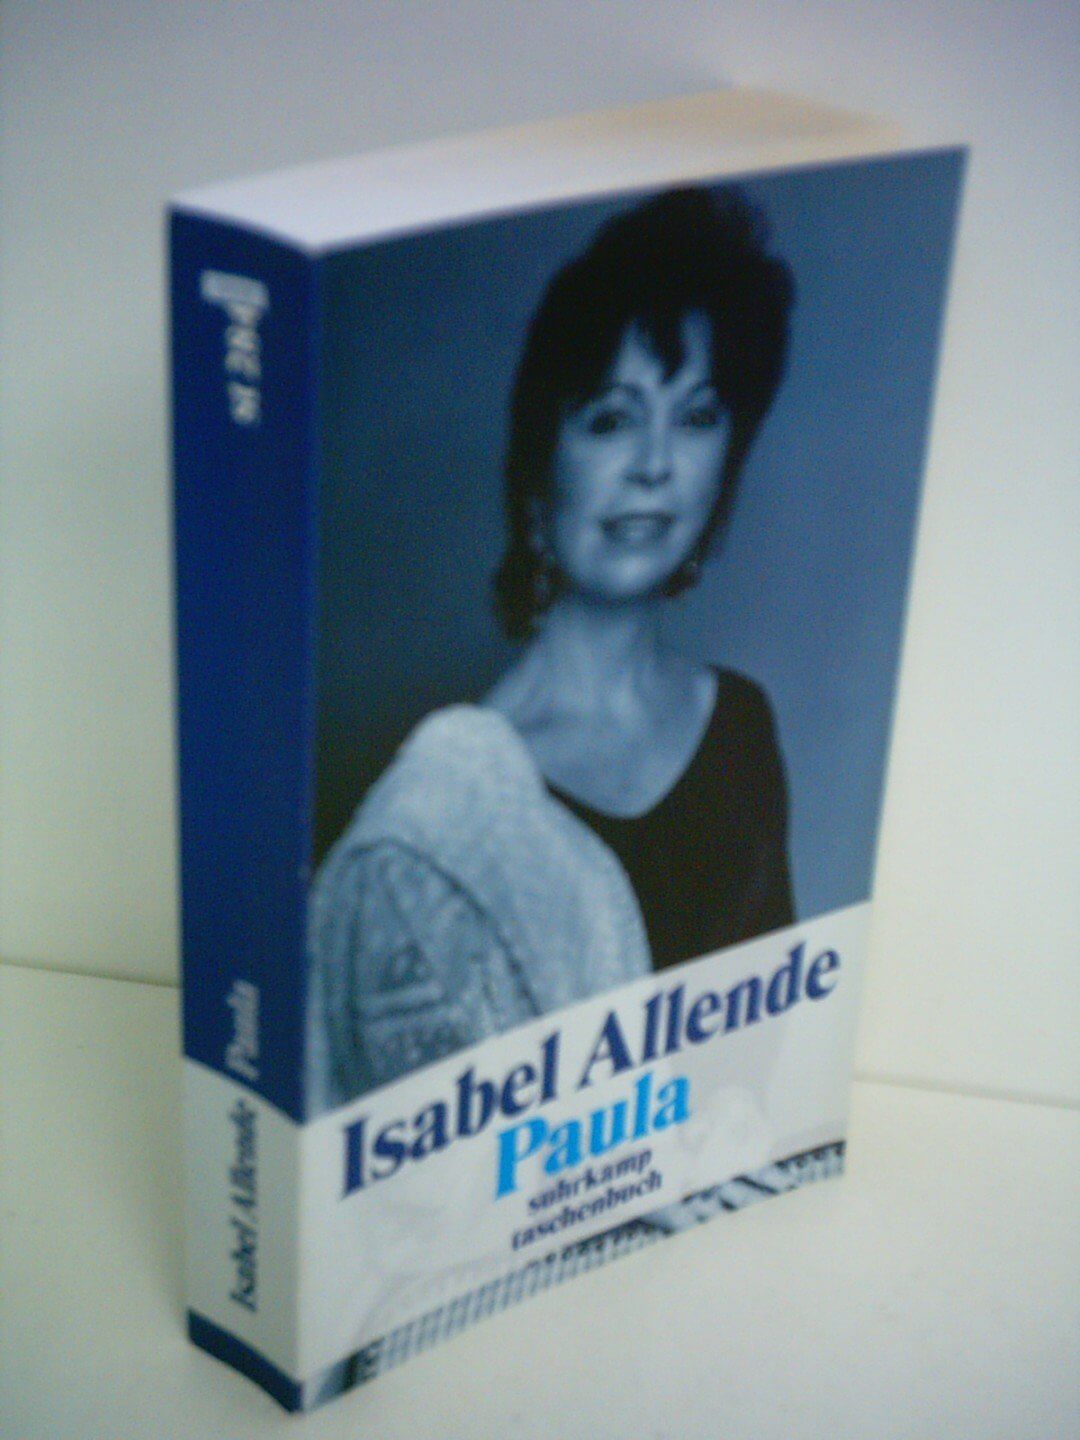 Isabel Allende
Paula
suhrkamp
taschenbuch
Isabel Allende Paula